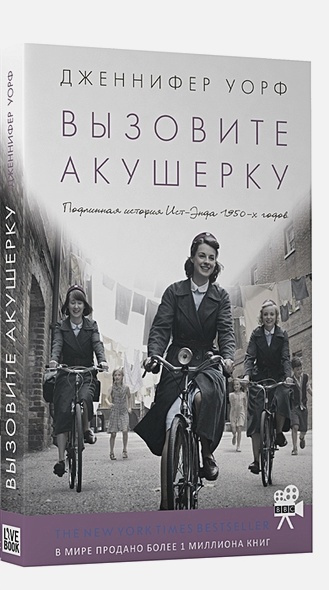 ДЖЕННИФЕР УОРФ
ВЫЗОВИТЕ
АКУШЕРКУ
Подлинная история Ист-Энда 1950-х годов
BBC
THE NEW YORK TIMES BESTSELLER
В МИРЕ ПРОДАНО БОЛЕЕ 1 МИЛЛИОНА КНИГ
ДЖЕННИФЕР УОРФ
ВЫЗОВИТЕ АКУШЕРКУ
LIVE
BOOK